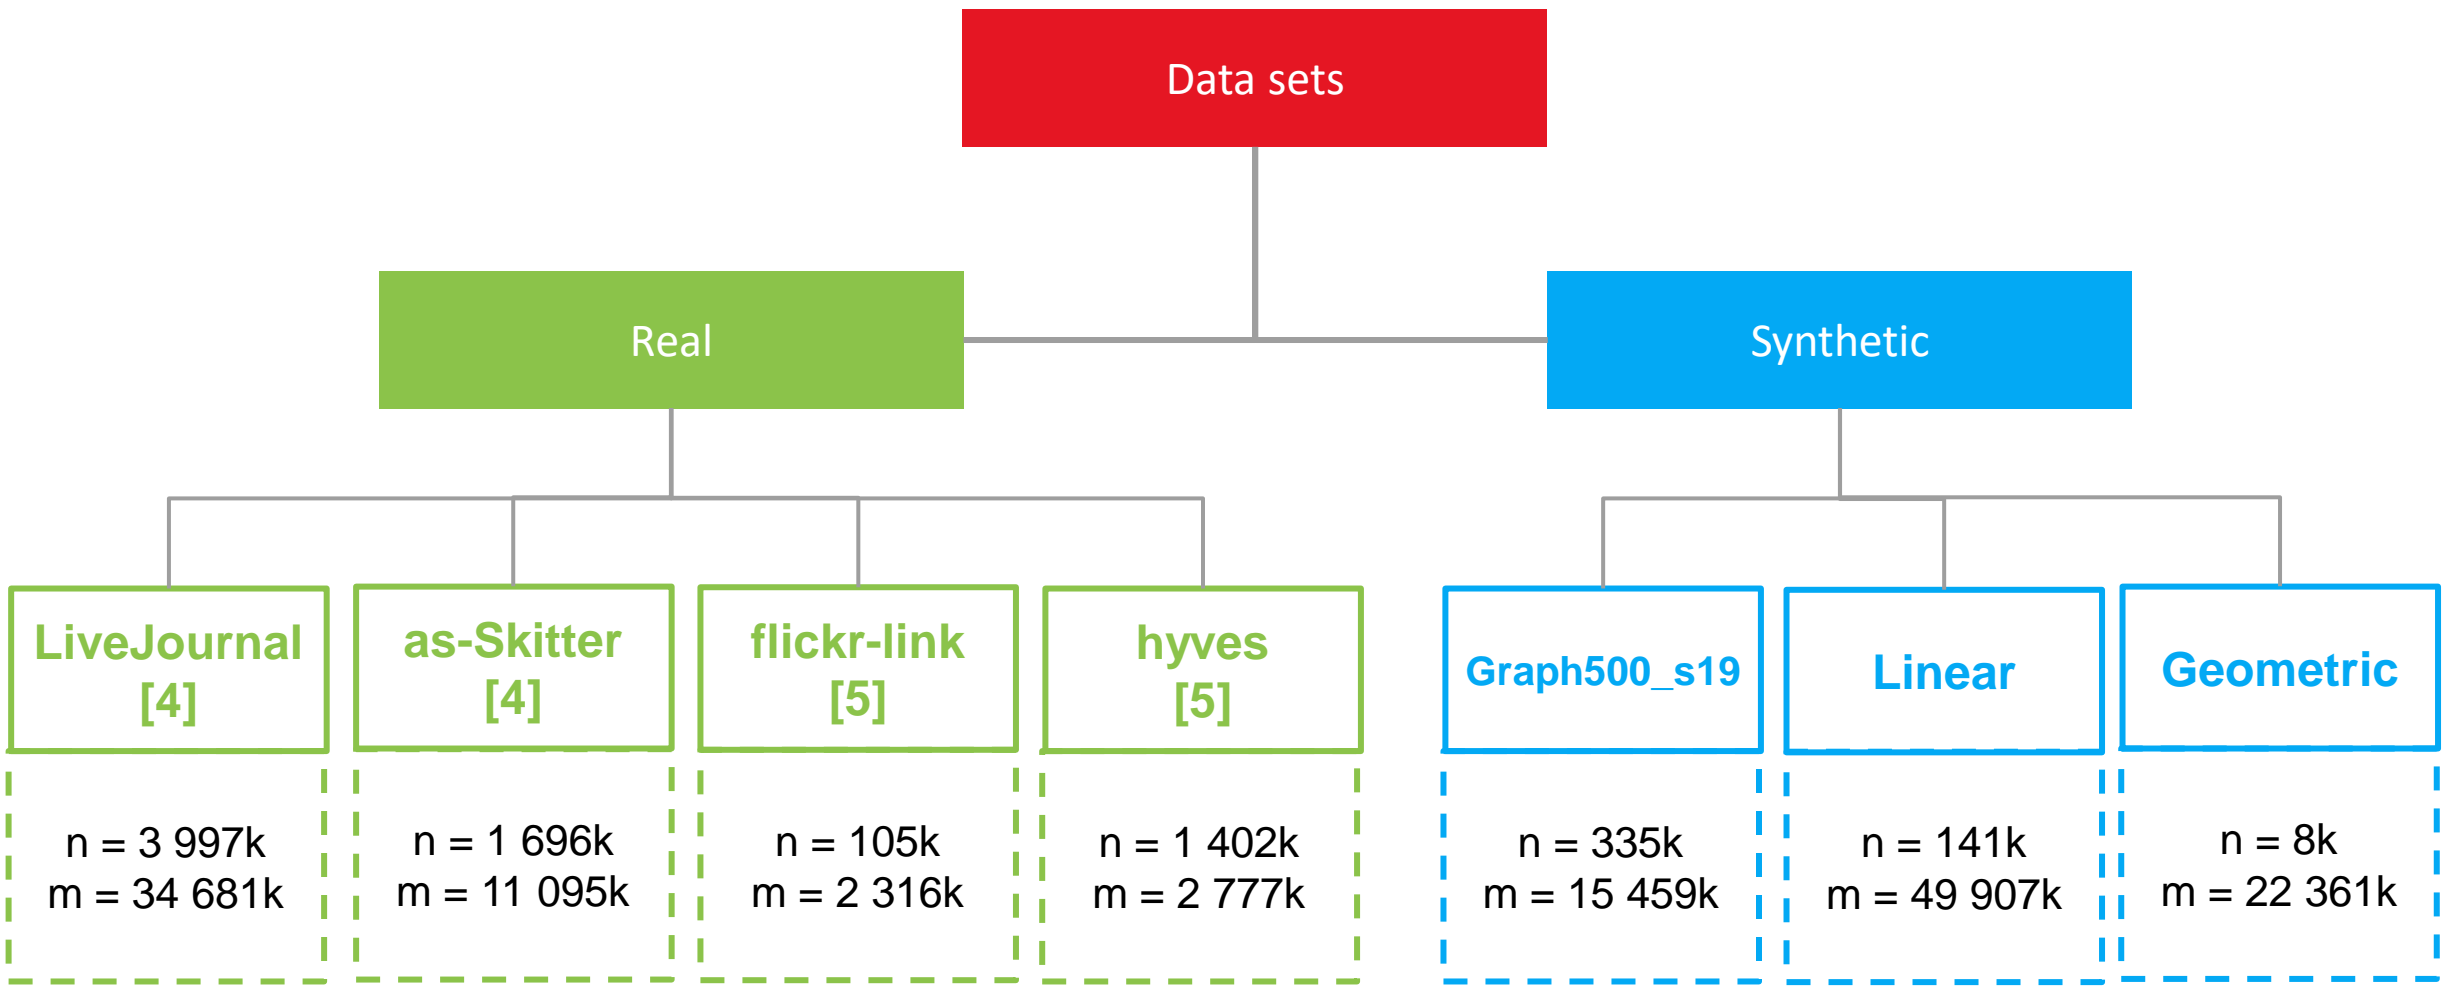 Data sets
Real
Synthetic
LiveJournal
[4]
as-Skitter
[4]
flickr-link
[5]
hyves
[5]
Graph500_s19
Linear
Geometric
n = 3 997k
m = 34 681k
n = 1 696k
m = 11 095k
n = 105k
m = 2 316k
n = 1 402k
m = 2 777k
n = 335k
m = 15 459k
n = 141k
m = 49 907k
n = 8k
m = 22 361k